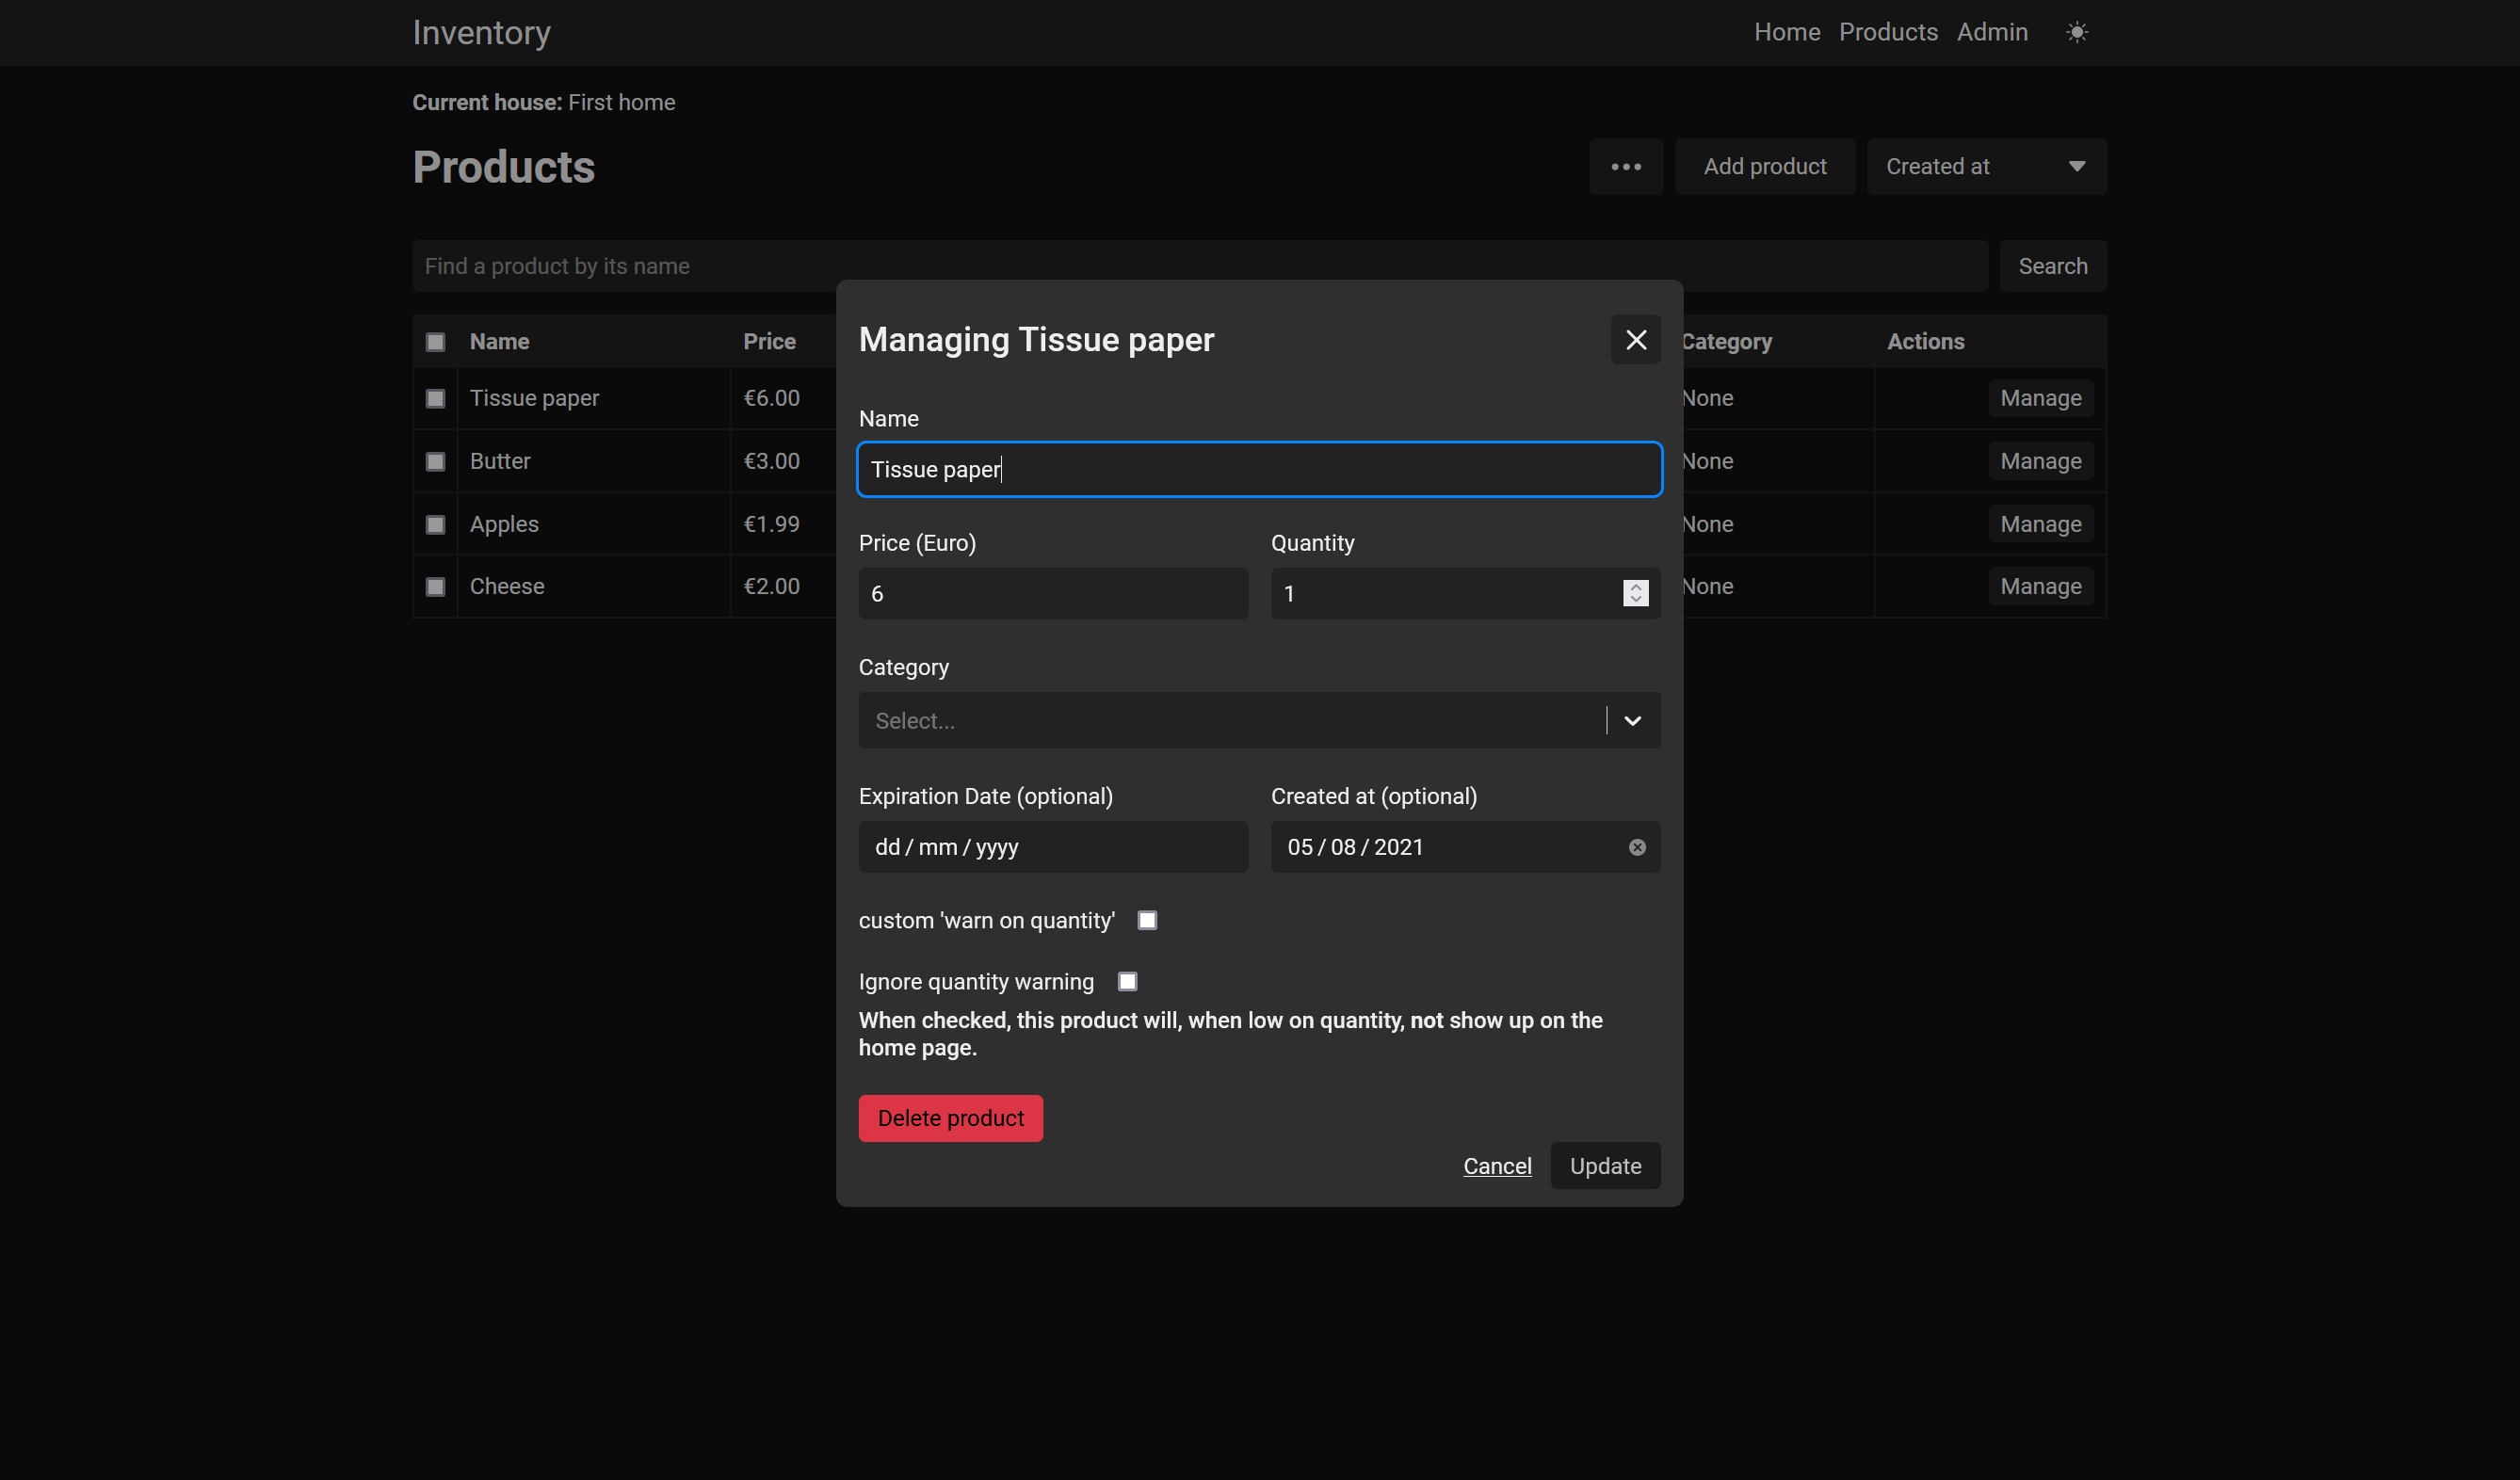 Inventory
Home Products Admin
Current house: First home
Products
Add product
Created at
Find a product by its name
Search
Name Price Category Actions
Tissue paper €6.00 None Manage
Butter €3.00 None Manage
Apples €1.99 None Manage
Cheese €2.00 None Manage
Managing Tissue paper
Name
Tissue paper
Price (Euro) Quantity
6 1
Category
Select...
Expiration Date (optional) Created at (optional)
dd / mm / yyyy 05 / 08 / 2021
custom 'warn on quantity'
Ignore quantity warning
When checked, this product will, when low on quantity, not show up on the
home page.
Delete product
Cancel Update